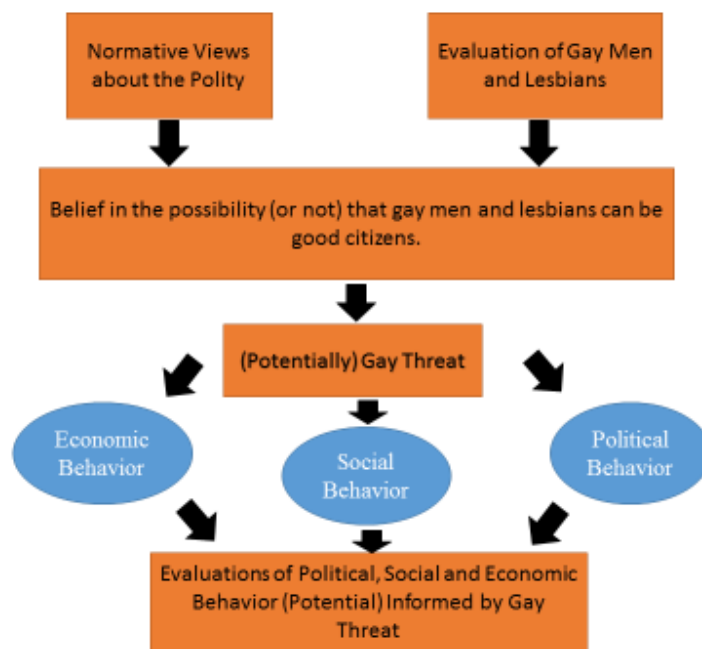 Normative Views
about the Polity
Evaluation of Gay Men
and Lesbians
Belief in the possibility (or not) that gay men and lesbians can be
good citizens.
(Potentially) Gay Threat
Economic
Behavior
Social
Behavior
Political
Behavior
Evaluations of Political, Social and Economic
Behavior (Potential) Informed by Gay
Threat